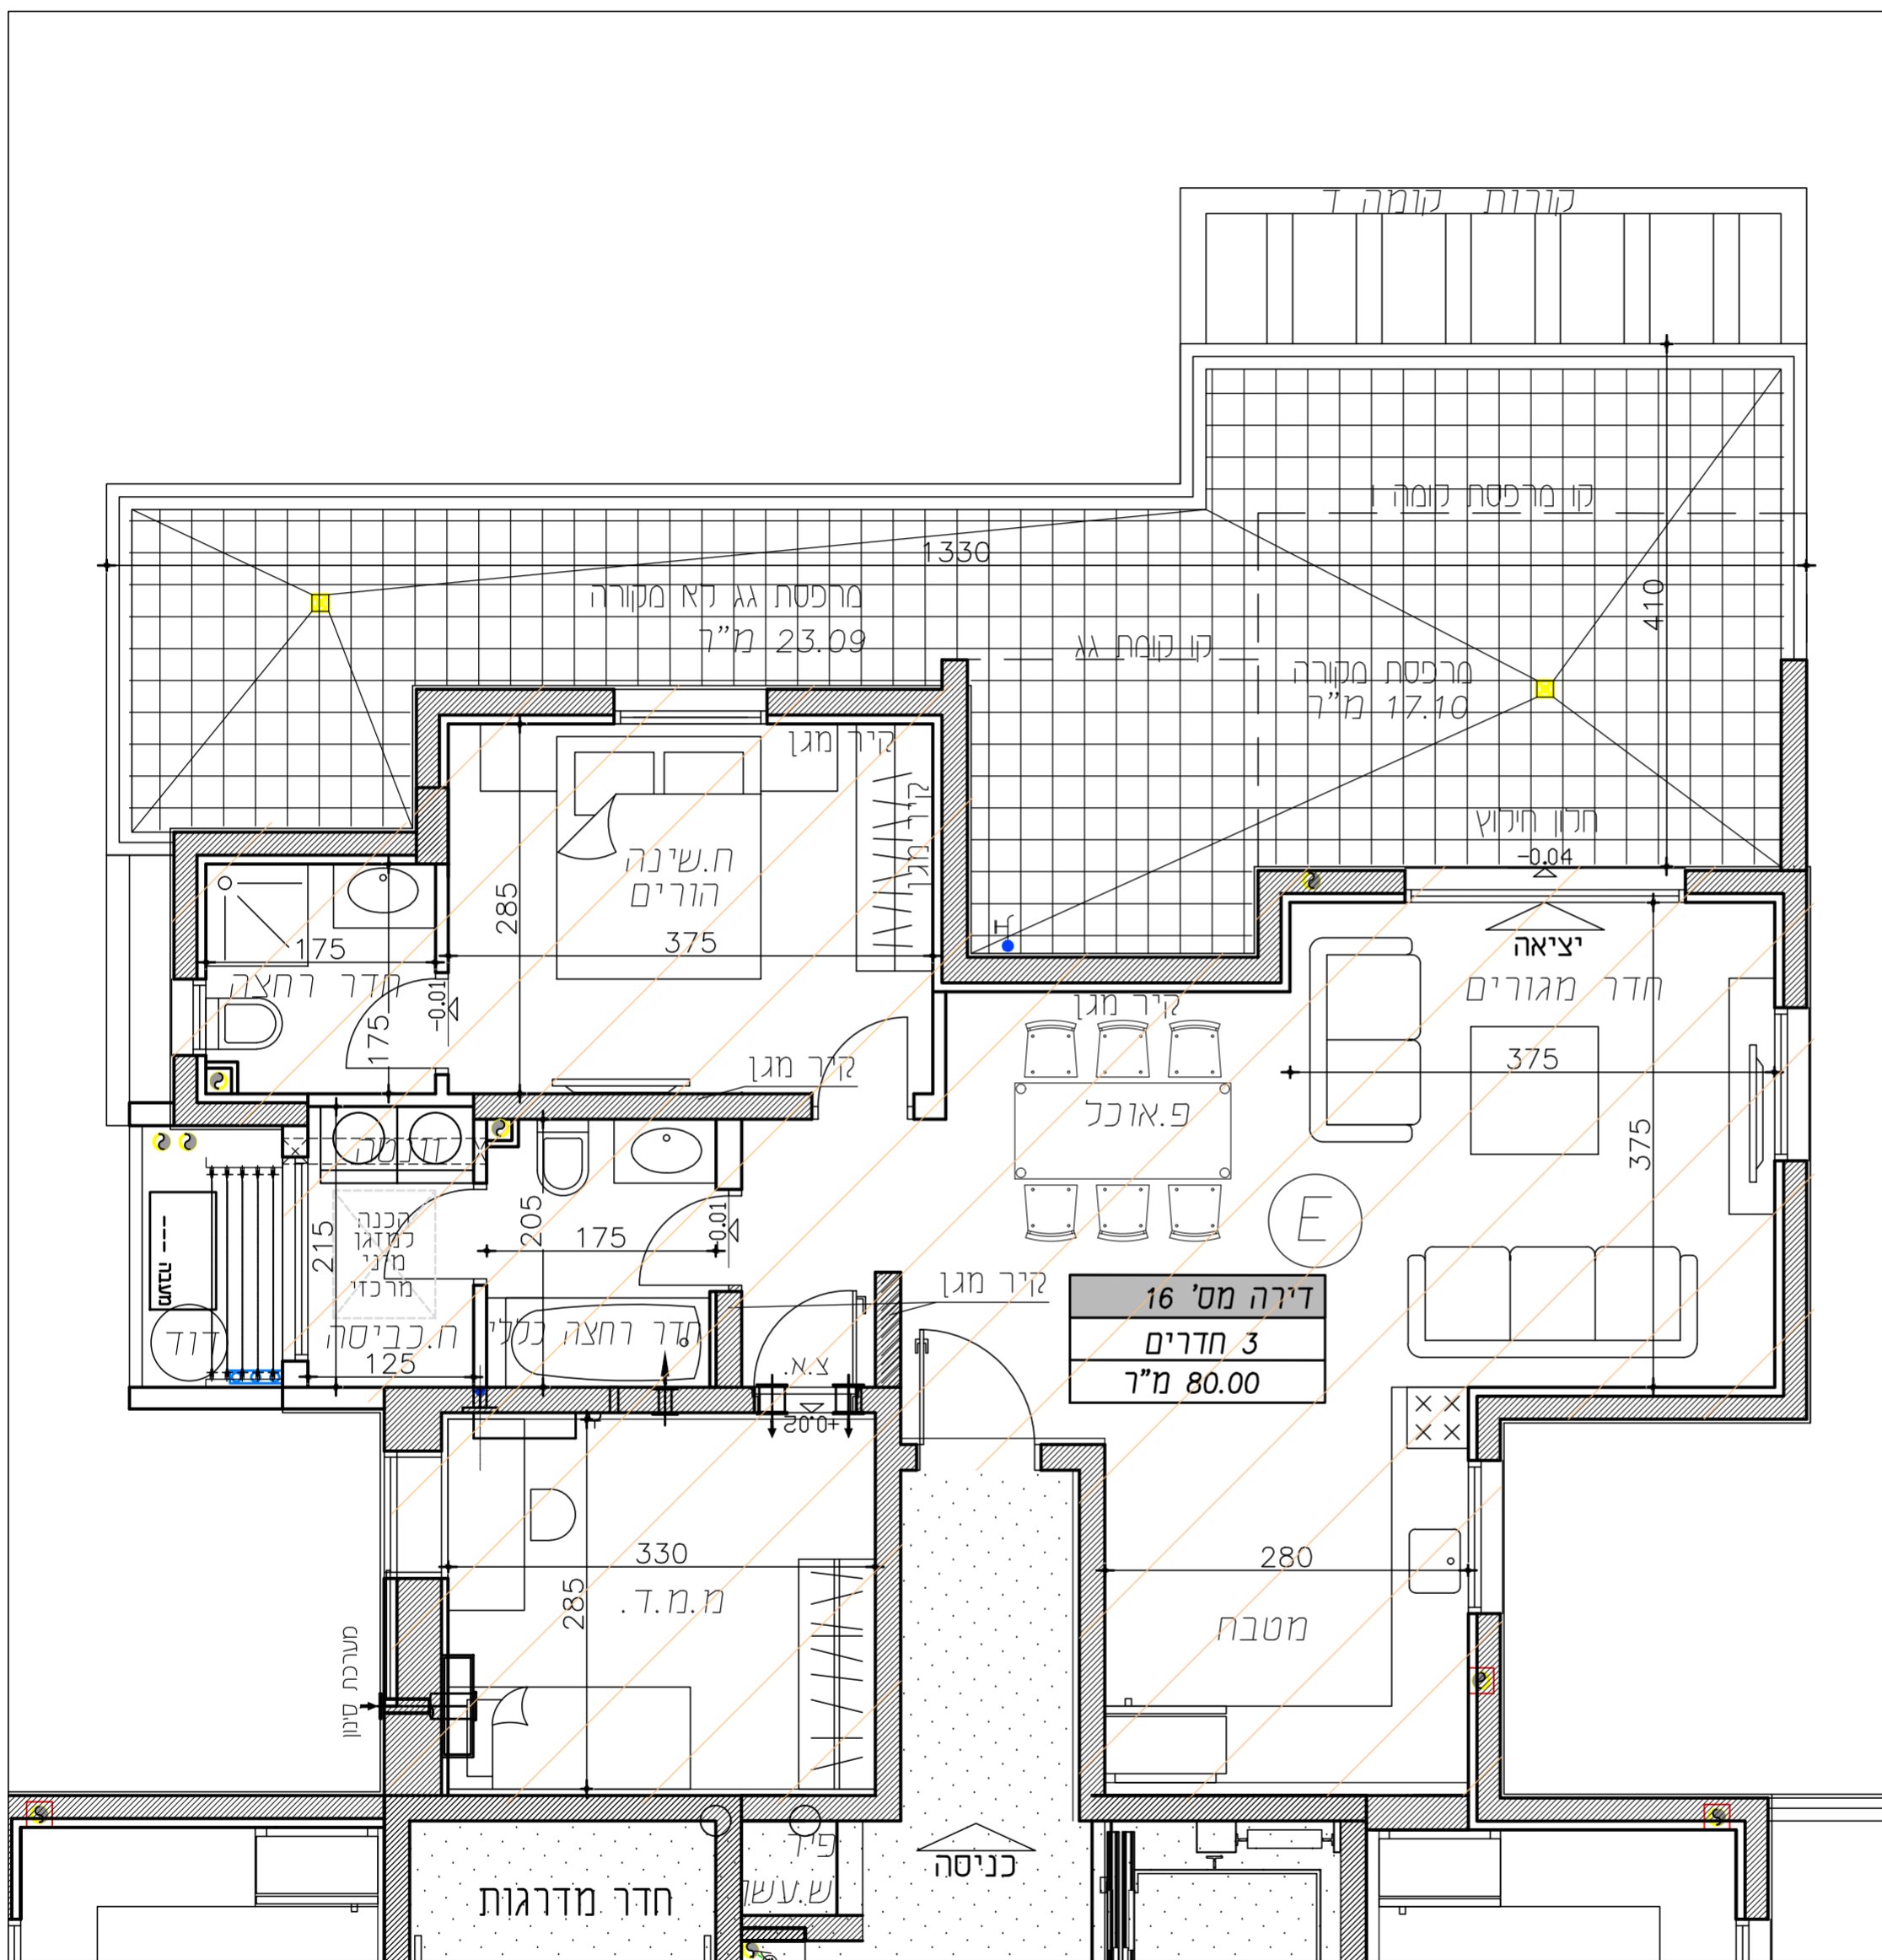 קורות קומה ד
קו מרפסת קומה ו
1330
מרפסת גג לא מקורה
23.09 מ"ר
410
קו קומת גג
מרפסת מקורה
17.10 מ"ר
קיר מגן
קיר מגן
חלון חילוץ
-0.04
ח.שינה
הורים
285
375
יציאה
175
חדר רחצה
-0.01
175
חדר מגורים
קיר מגן
קיר מגן
375
פ.אוכל
375
ונטה
205
215
הכנה
למזגן
מיני
מרכזי
175
-0.01
E
מעבה
קיר מגן
דירה מס' 16
3 חדרים
80.00 מ"ר
דוד
ח.כביסה
125
חדר רחצה כללי
צ.א.
+0.02
330
280
285
מ.מ.ד.
מטבח
מערכת סינון
פיר
ש.עשן
כניסה
חדר מדרגות